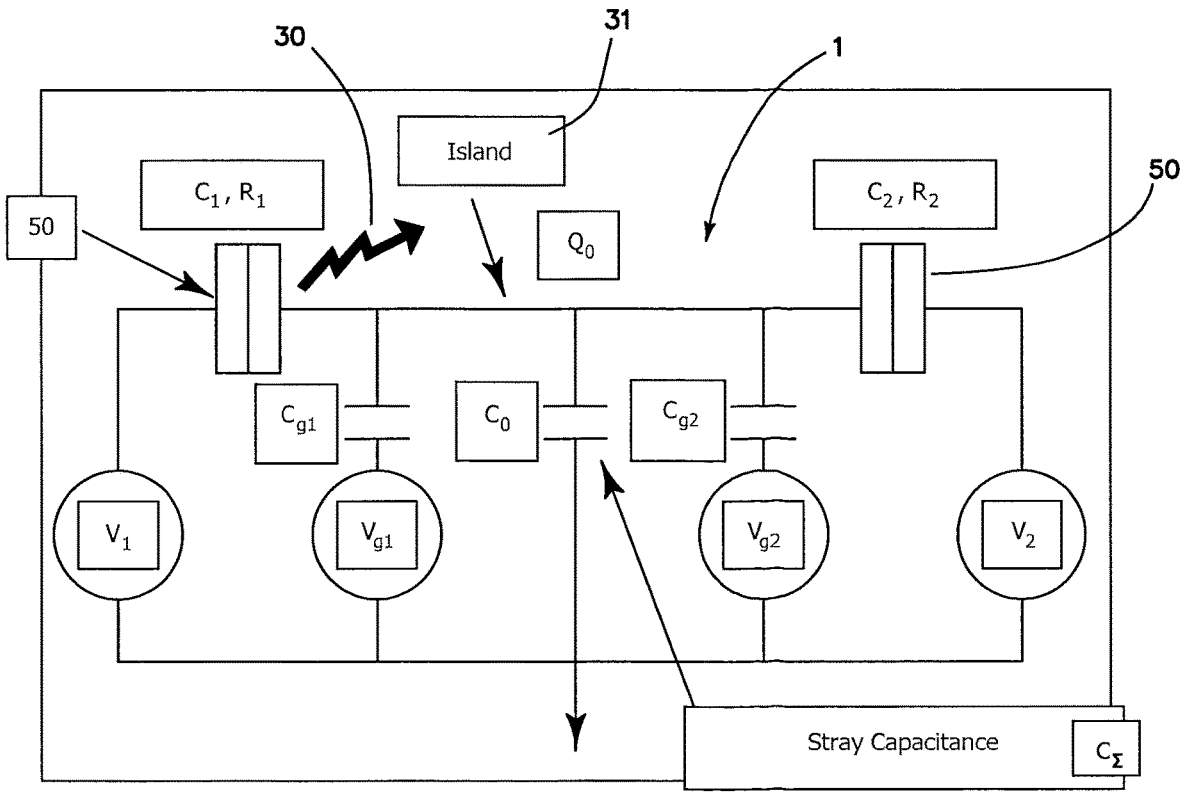 31
30
1
Island
50
C1, R1
C2, R2
50
Q0
Cg1
C0
Cg2
V1
Vg1
Vg2
V2
Stray Capacitance
CΣ